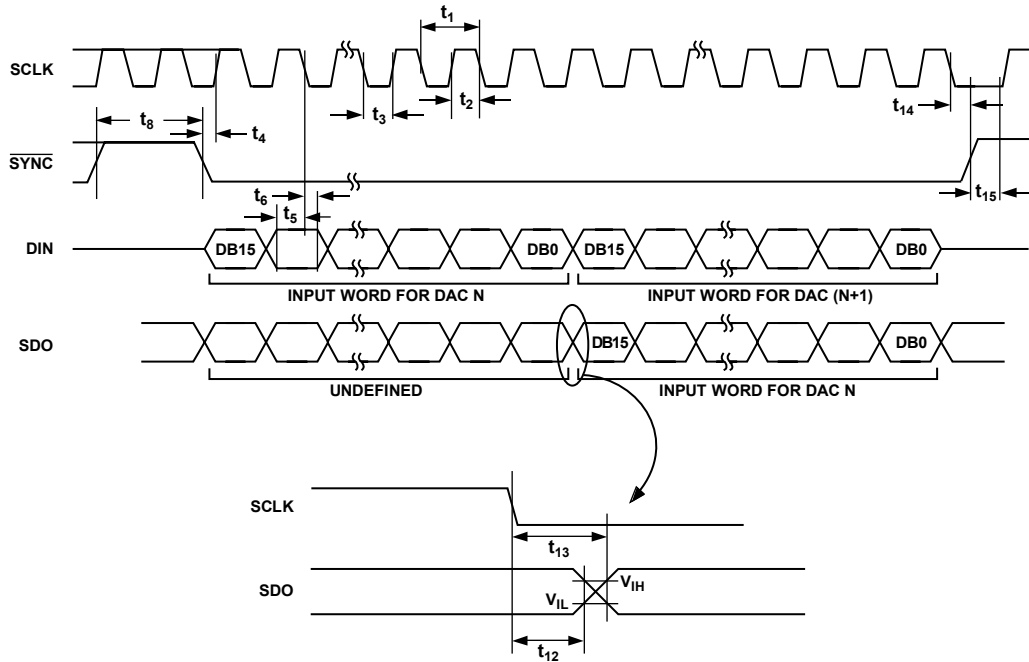 t1
SCLK
t3
t2
t14
t8
t4
SYNC
t15
t6
t5
DIN
DB15
DB0
DB15
DB0
INPUT WORD FOR DAC N
INPUT WORD FOR DAC (N+1)
SDO
DB15
DB0
UNDEFINED
INPUT WORD FOR DAC N
SCLK
t13
SDO
VIH
VIL
t12